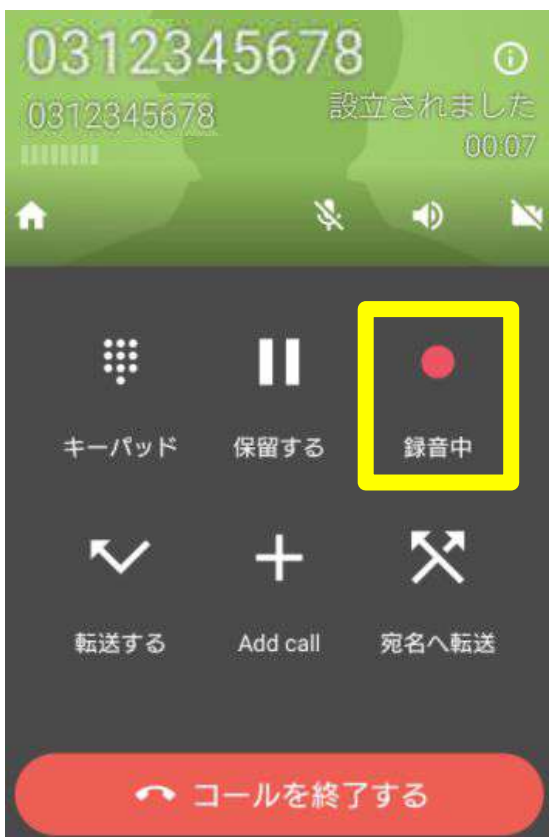 0312345678
0312345678
設立されました
00:07
キーパッド
保留する
録音中
転送する
Add call
宛名へ転送
コールを終了する